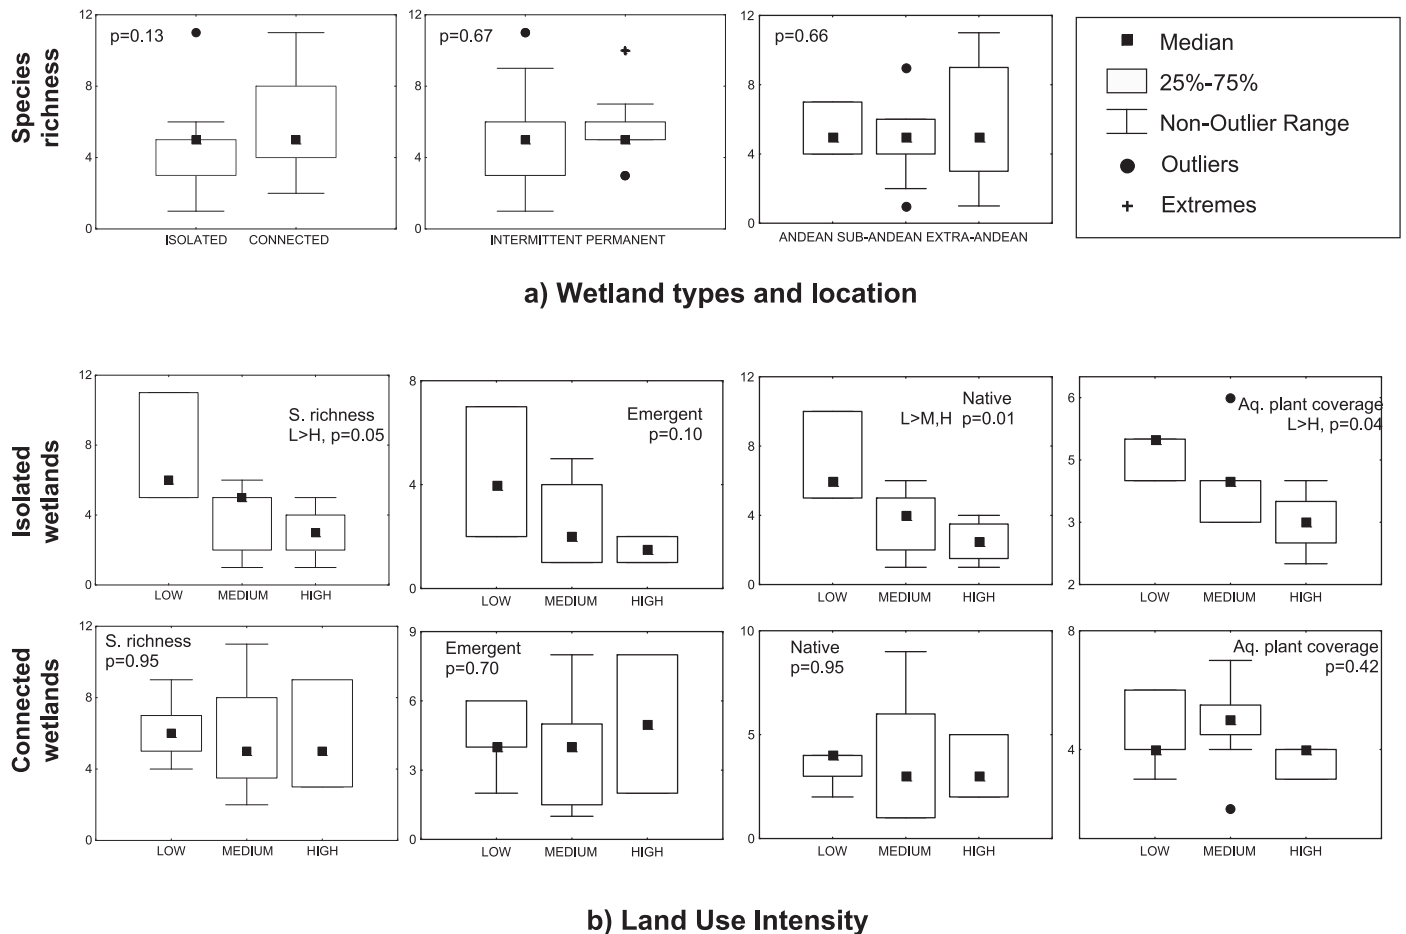 Species
richness
12
8
4
0
p=0.13
ISOLATED CONNECTED
12
8
4
0
p=0.67
INTERMITTENT PERMANENT
12
8
4
0
p=0.66
ANDEAN SUB-ANDEAN EXTRA-ANDEAN
Median
25%-75%
Non-Outlier Range
Outliers
Extremes
a) Wetland types and location
Isolated
wetlands
12
8
4
0
S. richness
L>H, p=0.05
LOW MEDIUM HIGH
8
4
0
Emergent
p=0.10
LOW MEDIUM HIGH
12
8
4
0
Native
L>M,H p=0.01
LOW MEDIUM HIGH
6
5
3
2
Aq. plant coverage
L>H, p=0.04
LOW MEDIUM HIGH
Connected
wetlands
12
8
4
0
S. richness
p=0.95
LOW MEDIUM HIGH
9
6
3
0
Emergent
p=0.70
LOW MEDIUM HIGH
10
5
0
Native
p=0.95
LOW MEDIUM HIGH
8
4
Aq. plant coverage
p=0.42
LOW MEDIUM HIGH
b) Land Use Intensity